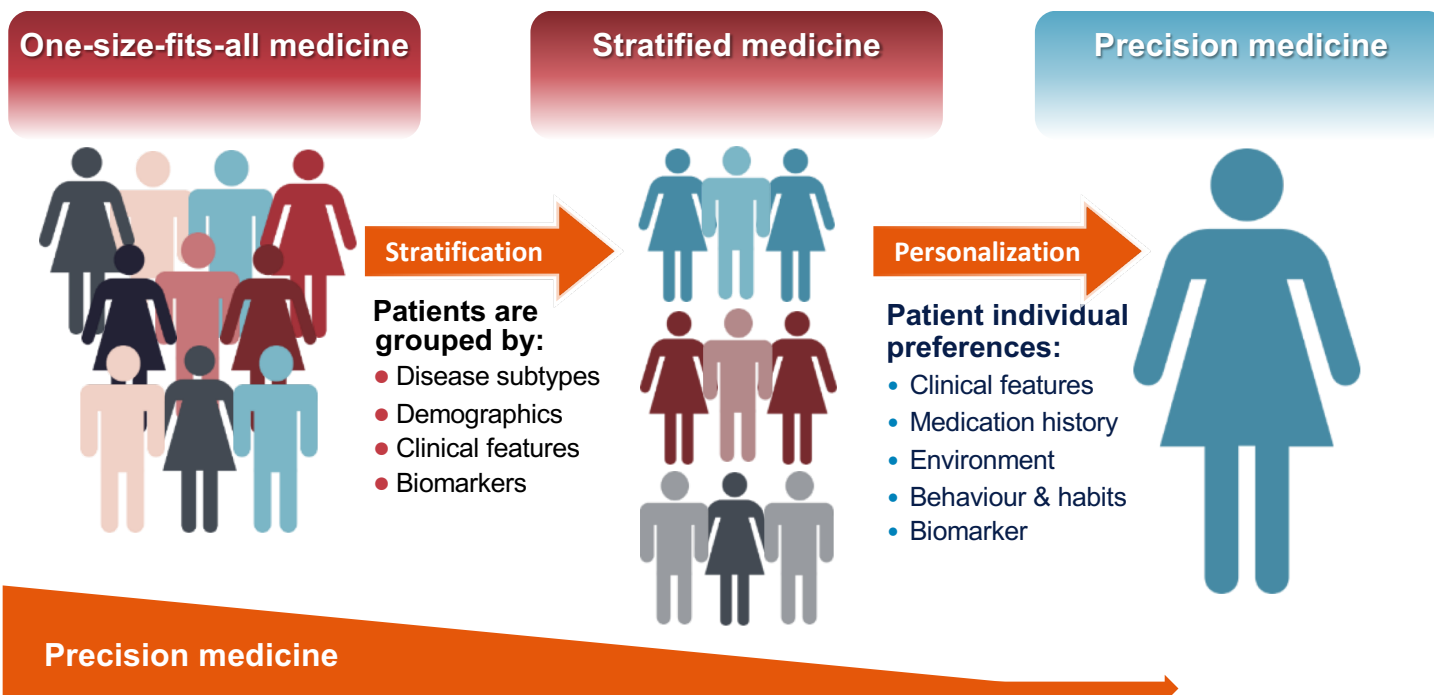 One-size-fits-all medicine
Stratified medicine
Precision medicine
Stratification
Patients are
grouped by:
• Disease subtypes
• Demographics
• Clinical features
• Biomarkers
Personalization
Patient individual
preferences:
• Clinical features
• Medication history
• Environment
• Behaviour & habits
• Biomarker
Precision medicine